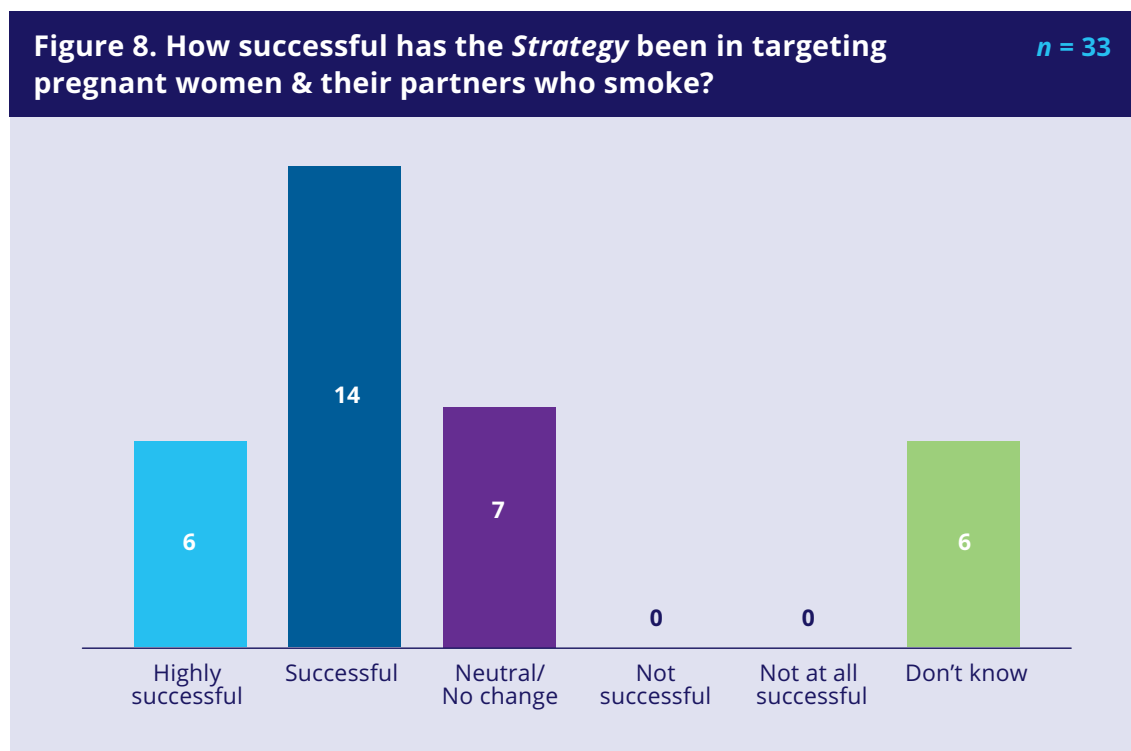 Figure 8. How successful has the Strategy been in targeting
pregnant women & their partners who smoke?
n = 33
14
7
6
6
0
0
Highly
successful
Successful
Neutral/
No change
Not
successful
Not at all
successful
Don’t know